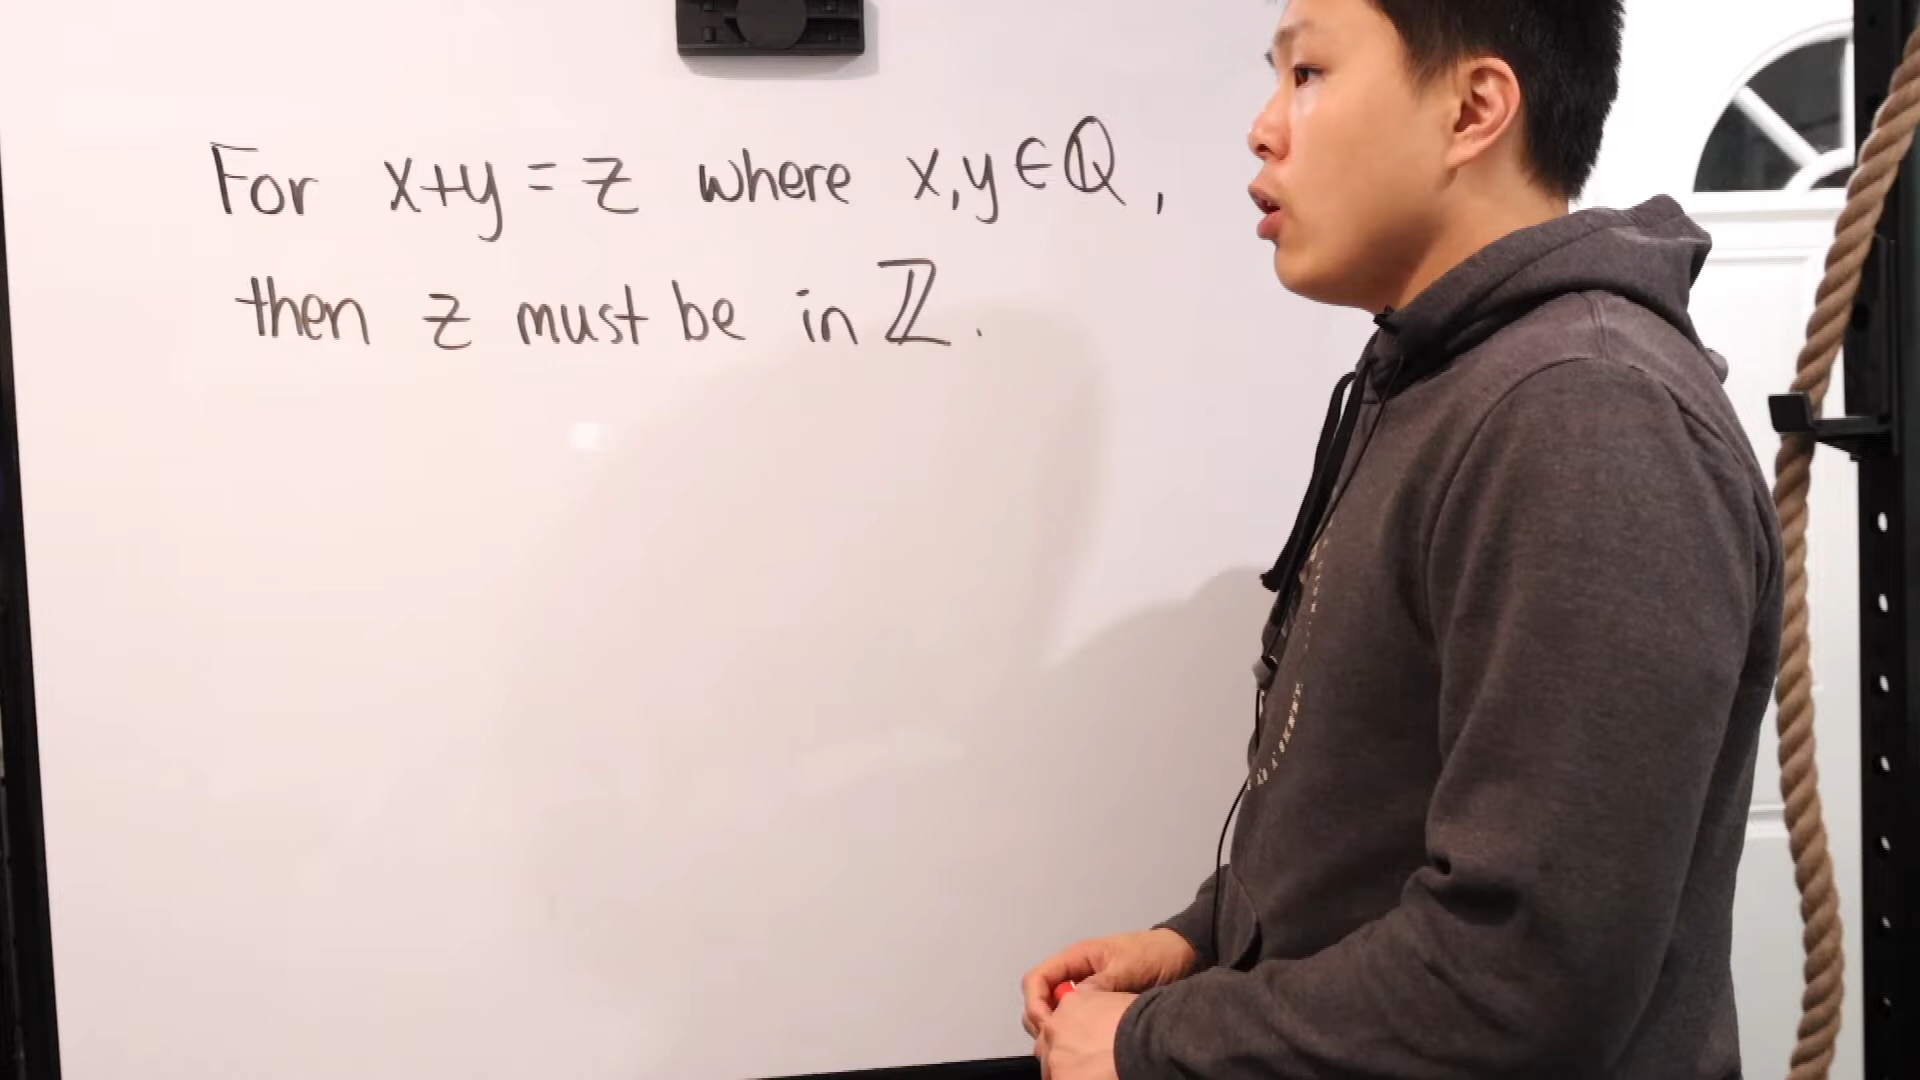 For x+y = z where x,y ∈ ℚ,
then z must be in ℤ.